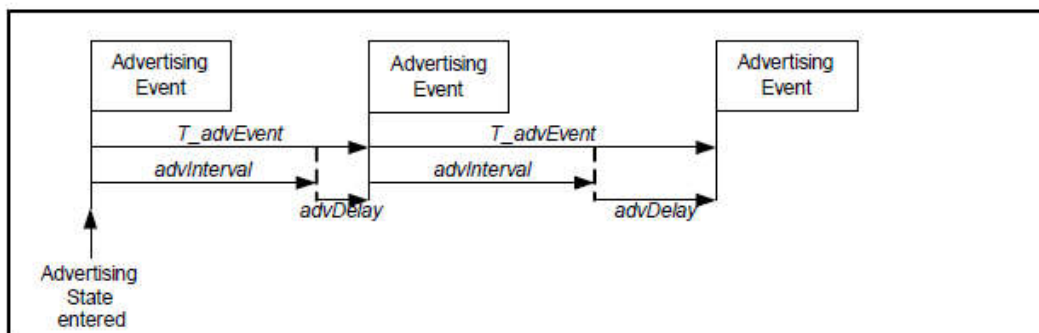 Advertising
Event
Advertising
Event
Advertising
Event
T_advEvent
T_advEvent
advInterval
advInterval
advDelay
advDelay
Advertising
State
entered